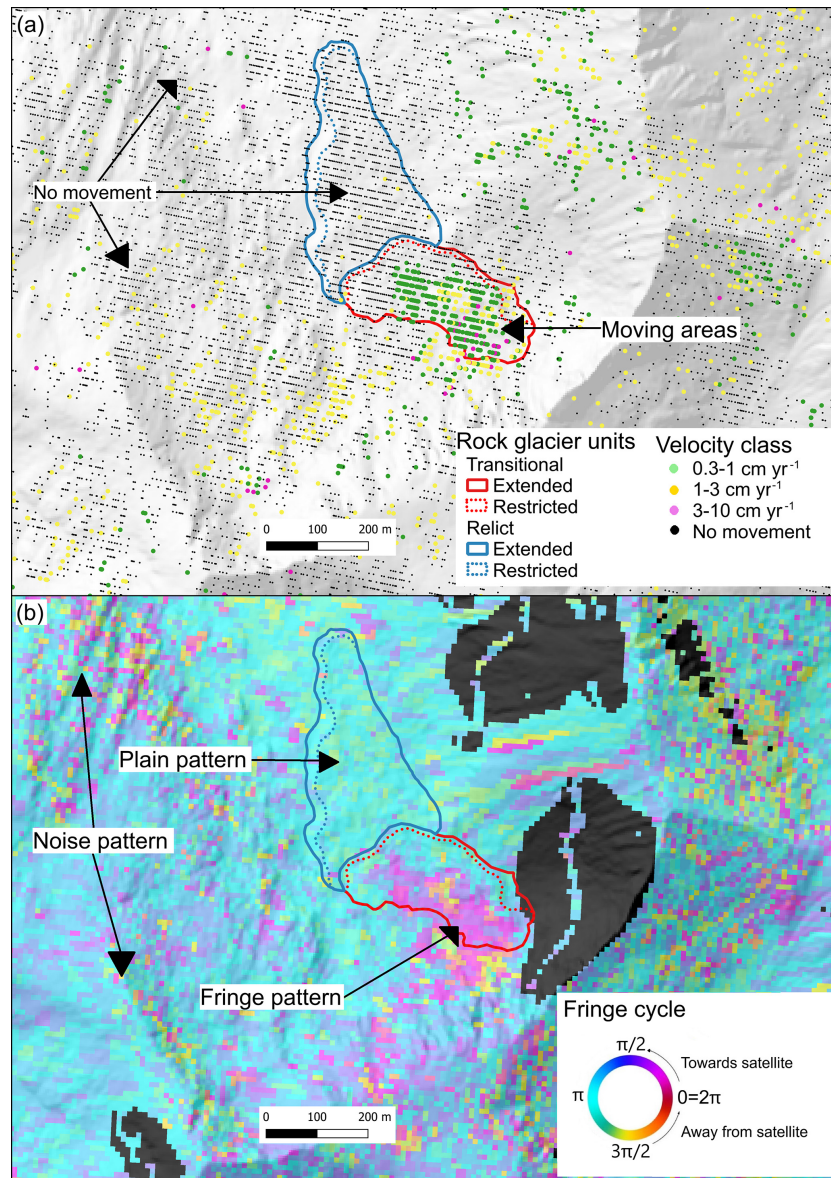 (a)
No movement
Moving areas
Rock glacier units
Transitional
Extended
Restricted
Relict
Extended
Restricted
Velocity class
0.3-1 cm yr⁻¹
1-3 cm yr⁻¹
3-10 cm yr⁻¹
No movement
0 100 200 m
(b)
Plain pattern
Noise pattern
Fringe pattern
0 100 200 m
Fringe cycle
π/2
Towards satellite
π
0=2π
Away from satellite
3π/2